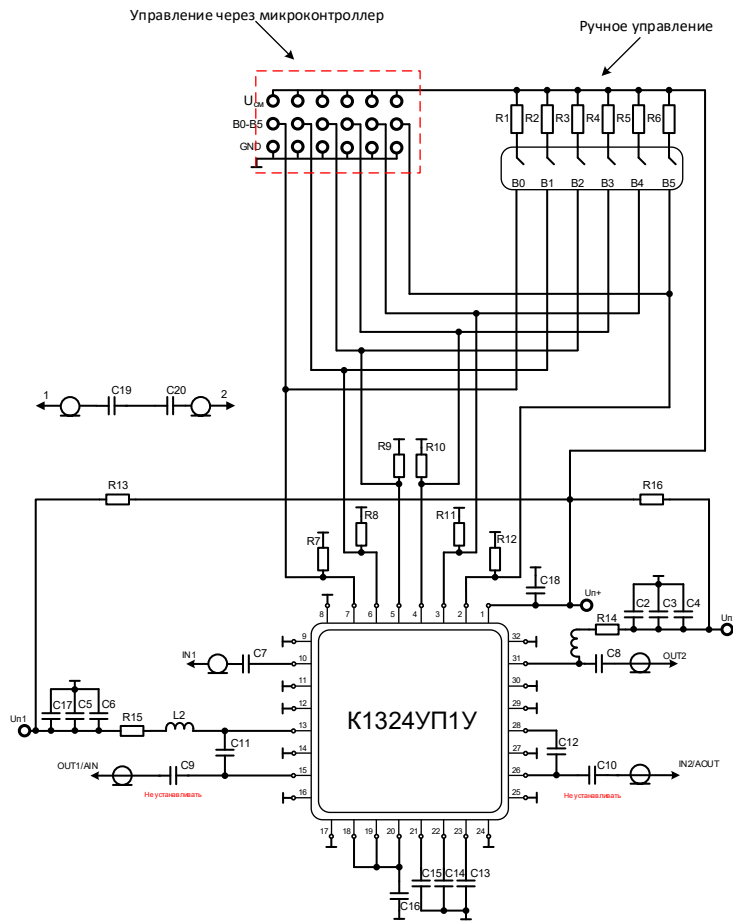 Управление через микроконтроллер
Ручное управление
Uсм
B0-B5
GND
R1 R2 R3 R4 R5 R6
B0 B1 B2 B3 B4 B5
1 C19 C20 2
R9 R10
R13 R16
R7 R8 R11 R12
C18
Uп+
C2 C3 C4
R14
Uп
8 7 6 5 4 3 2 1
9 32
IN1 C7 10 31 C8 OUT2
11 30
12 29
C17 C5 C6
Uп1 R15 L2 13 28
К1324УП1У
C11 C12
14 27
OUT1/AIN C9 15 26 C10 IN2/AOUT
Не устанавливать Не устанавливать
16 25
17 18 19 20 21 22 23 24
C15 C14 C13
C16